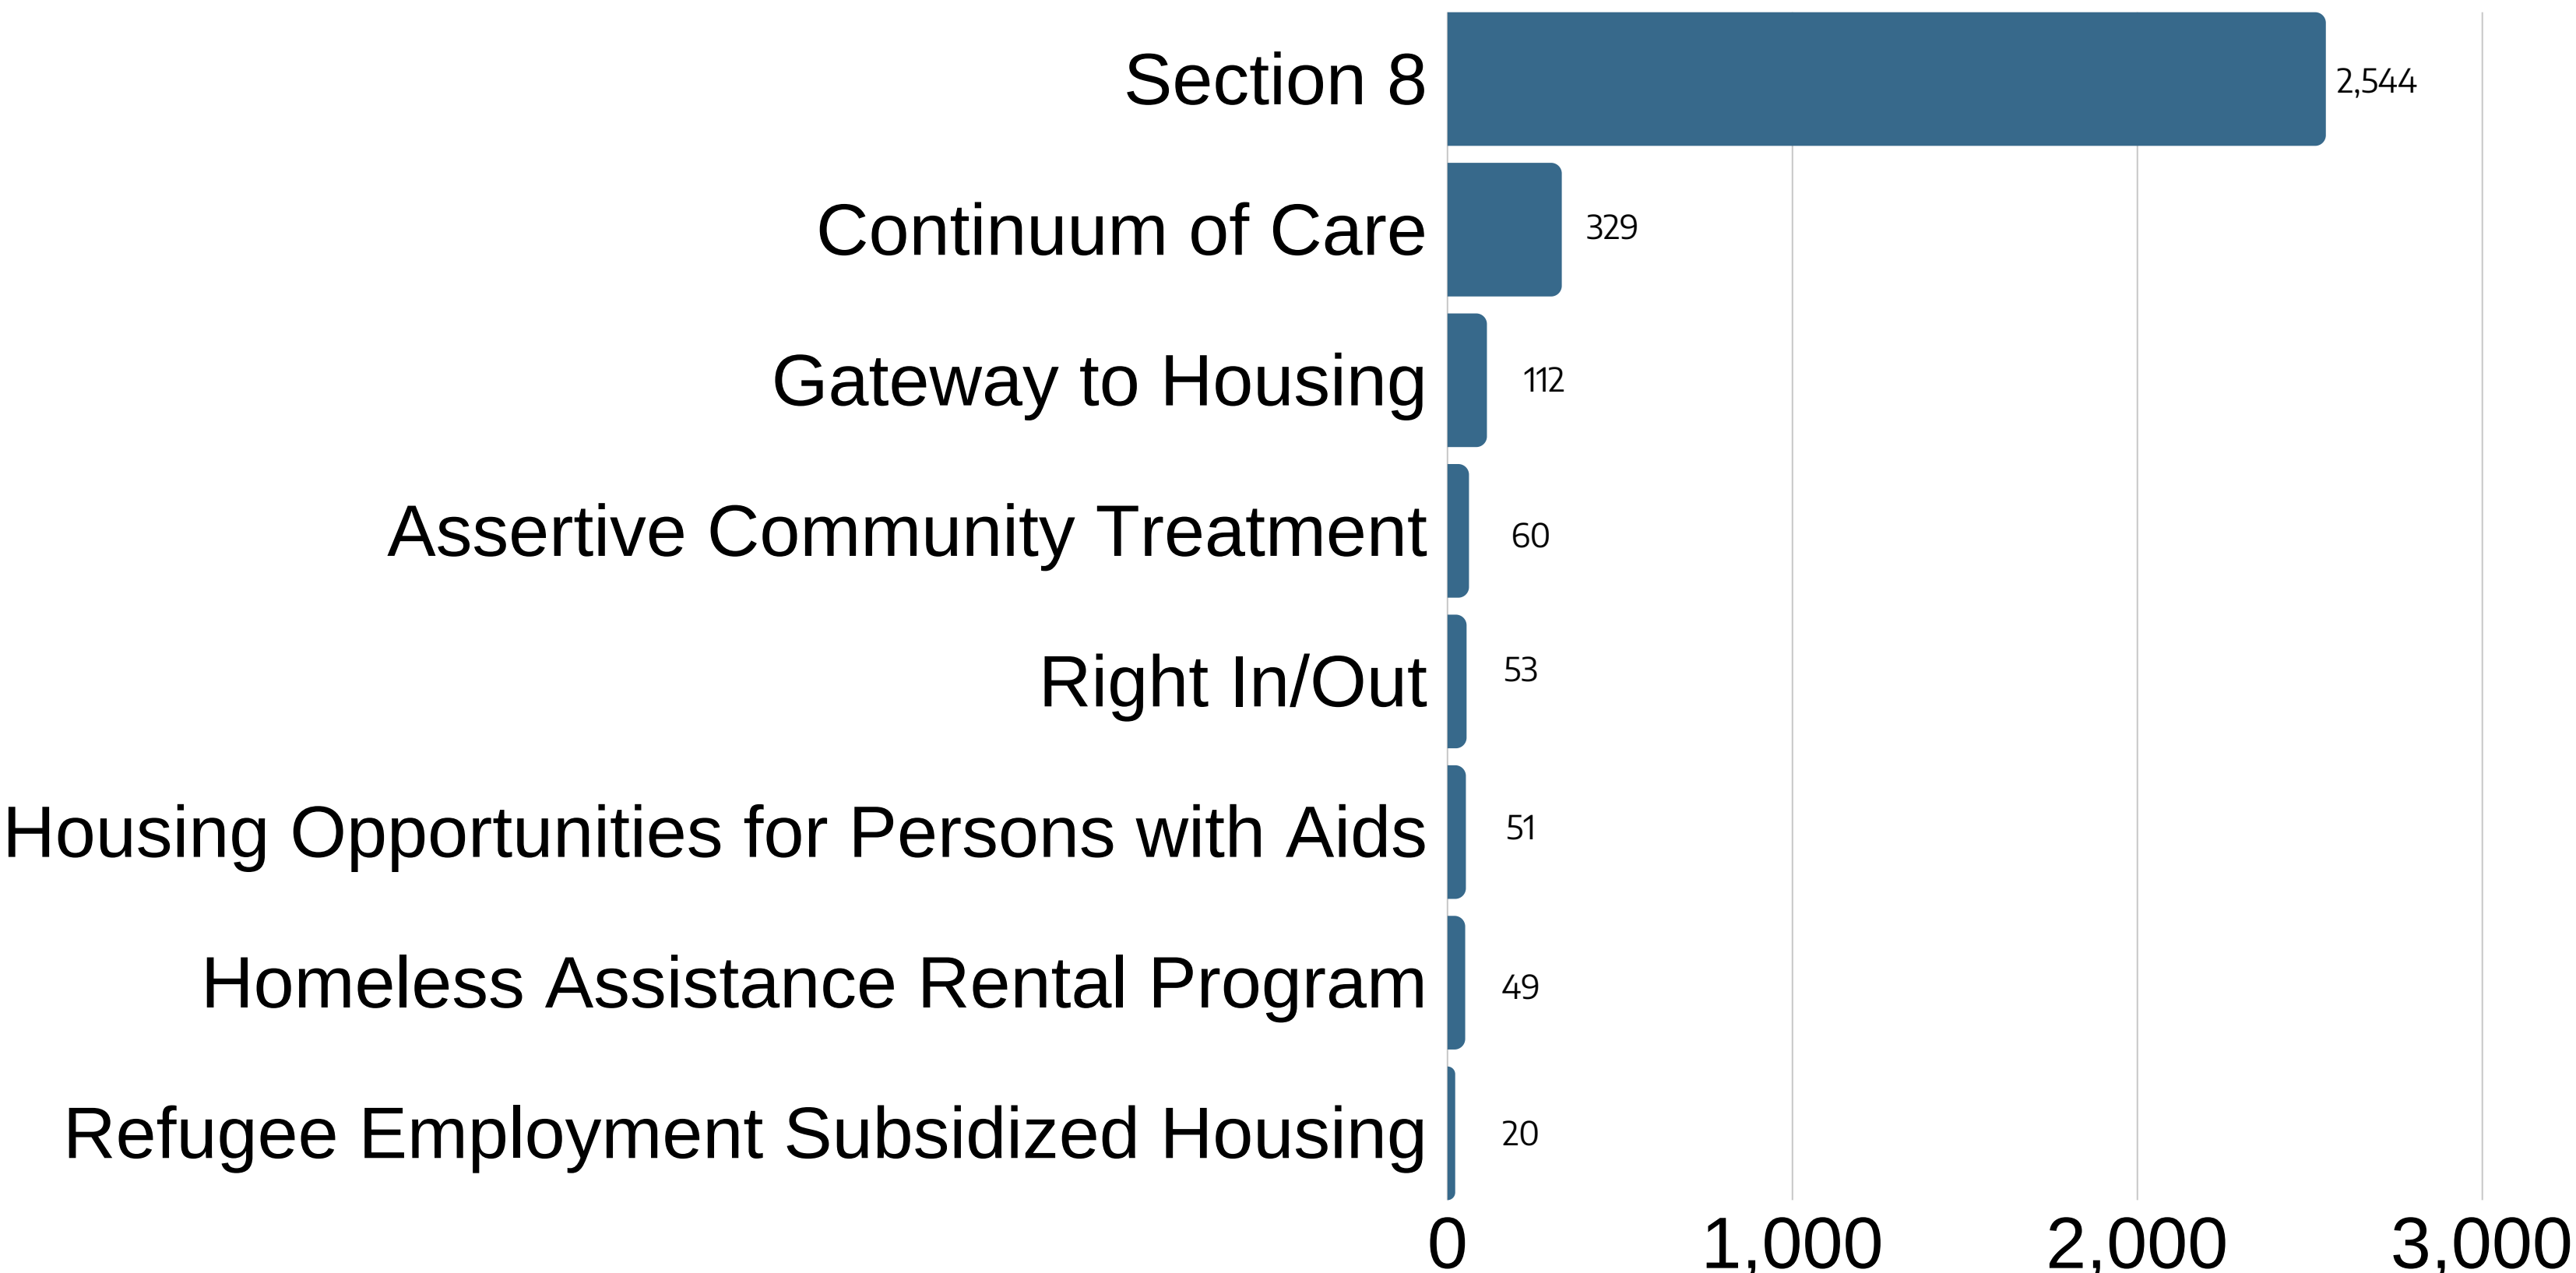 Section 8 2,544
Continuum of Care 329
Gateway to Housing 112
Assertive Community Treatment 60
Right In/Out 53
Housing Opportunities for Persons with Aids 51
Homeless Assistance Rental Program 49
Refugee Employment Subsidized Housing 20
0 1,000 2,000 3,000